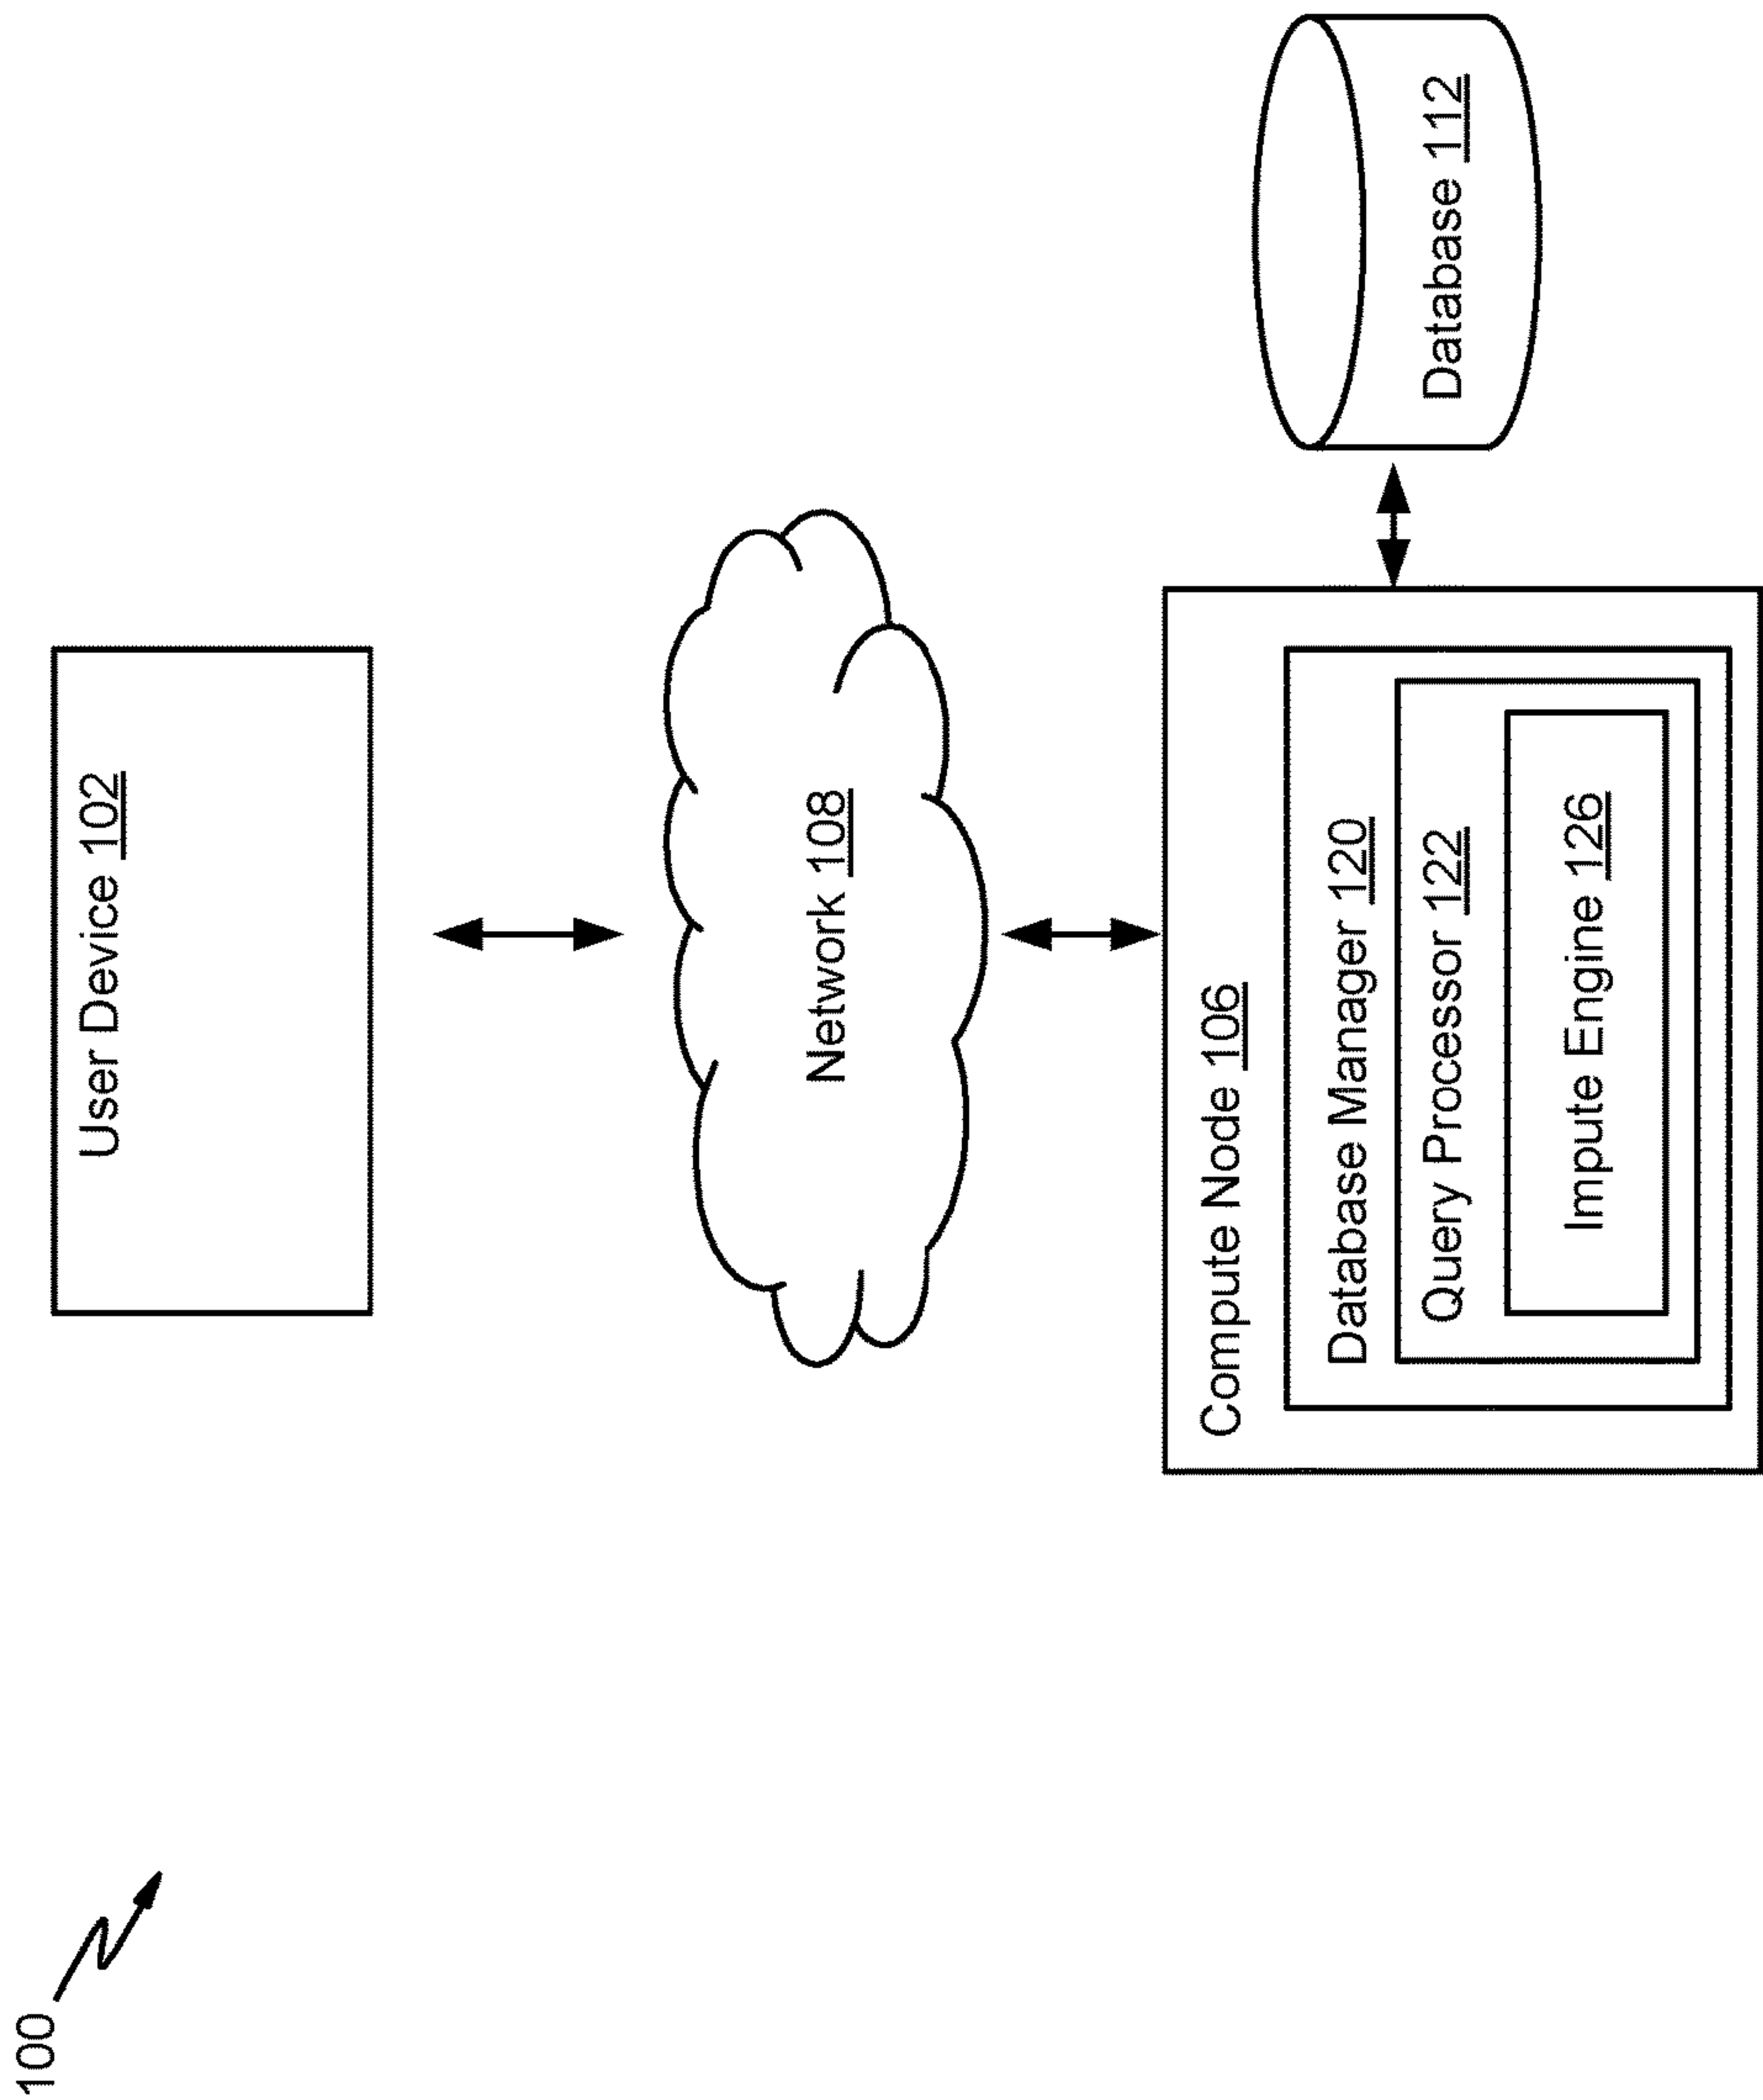 100
User Device 102
Network 108
Compute Node 106
Database Manager 120
Query Processor 122
Impute Engine 126
Database 112